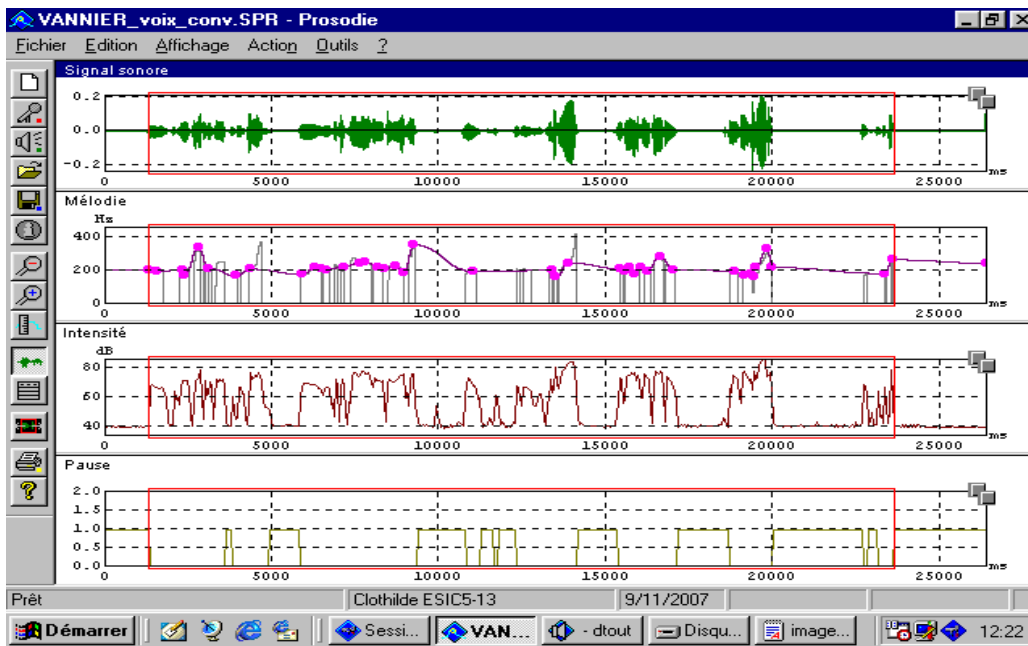 VANNIER_voix_conv.SPR - Prosodie
Fichier Edition Affichage Action Outils ?
Signal sonore
0.2
0.0
-0.2
0 5000 10000 15000 20000 25000 ms
Mélodie
Hz
400
200
0
0 5000 10000 15000 20000 25000 ms
Intensité
dB
80
60
40
0 5000 10000 15000 20000 25000 ms
Pause
2.0
1.5
1.0
0.5
0.0
0 5000 10000 15000 20000 25000 ms
Prêt Clothilde ESIC5-13 9/11/2007
Démarrer Sessi... VAN... - dtout Disqu... image... 12:22